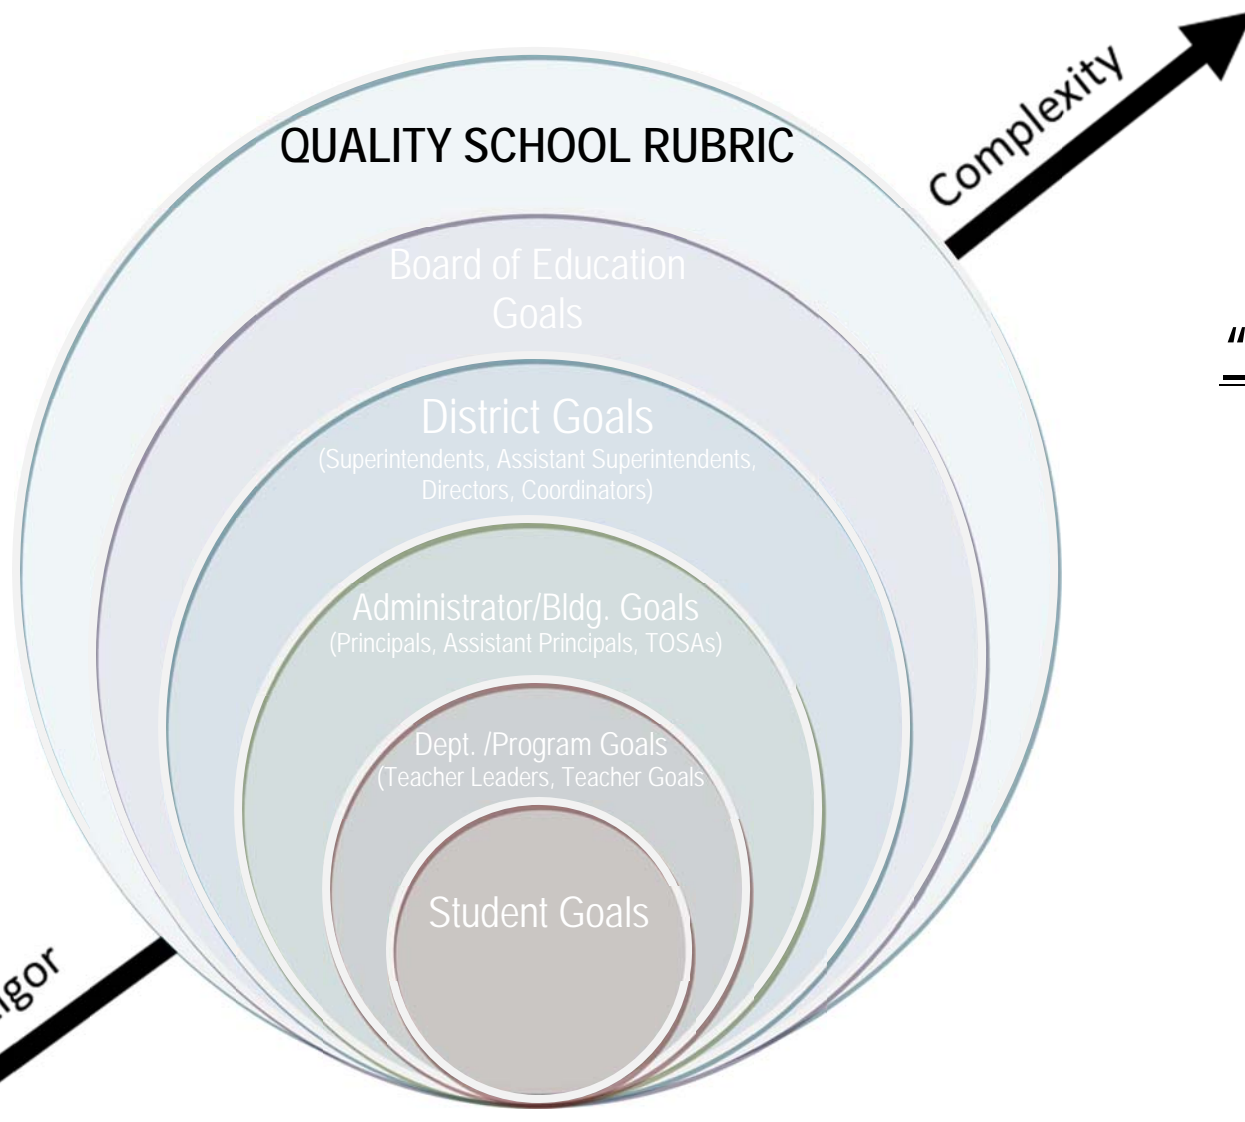 Complexity
QUALITY SCHOOL RUBRIC
Board of Education
Goals
“
District Goals
(Superintendents, Assistant Superintendents,
Directors, Coordinators)
Administrator/Bldg. Goals
(Principals, Assistant Principals, TOSAs)
Dept. /Program Goals
(Teacher Leaders, Teacher Goals
Student Goals